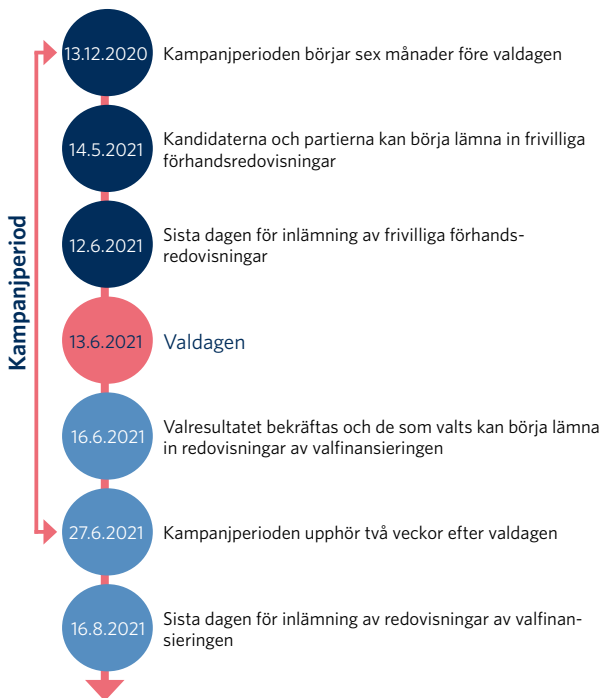 13.12.2020
Kampanjperioden börjar sex månader före valdagen
14.5.2021
Kandidaterna och partierna kan börja lämna in frivilliga
förhandsredovisningar
12.6.2021
Sista dagen för inlämning av frivilliga förhands-
redovisningar
Kampanjperiod
13.6.2021
Valdagen
16.6.2021
Valresultatet bekräftas och de som valts kan börja lämna
in redovisningar av valfinansieringen
27.6.2021
Kampanjperioden upphör två veckor efter valdagen
16.8.2021
Sista dagen för inlämning av redovisningar av valfinan-
sieringen